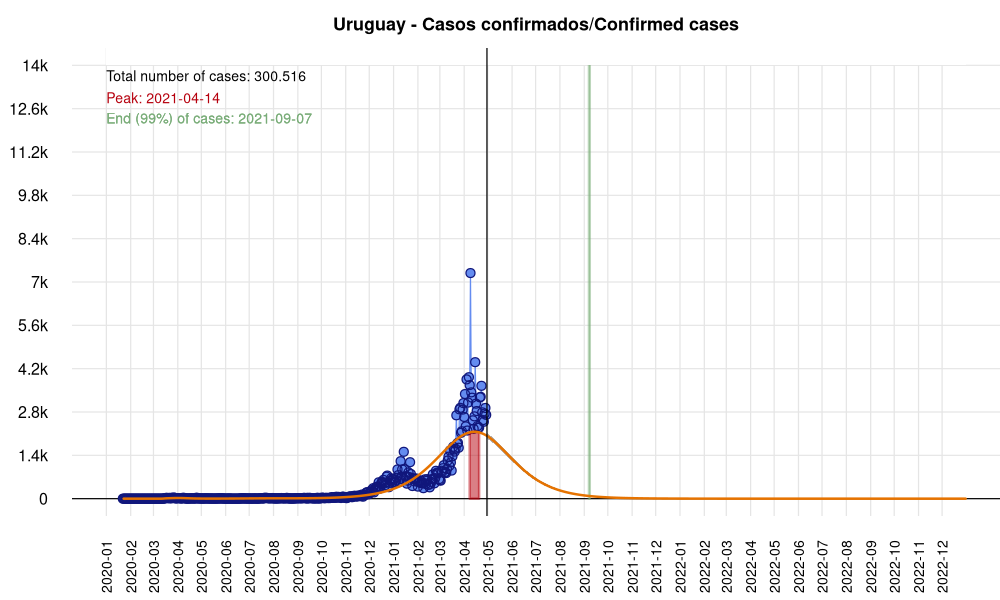 Uruguay - Casos confirmados/Confirmed cases
Total number of cases: 300.516
Peak: 2021-04-14
End (99%) of cases: 2021-09-07
14k
12.6k
11.2k
9.8k
8.4k
7k
5.6k
4.2k
2.8k
1.4k
0
2020-01
2020-02
2020-03
2020-04
2020-05
2020-06
2020-07
2020-08
2020-09
2020-10
2020-11
2020-12
2021-01
2021-02
2021-03
2021-04
2021-05
2021-06
2021-07
2021-08
2021-09
2021-10
2021-11
2021-12
2022-01
2022-02
2022-03
2022-04
2022-05
2022-06
2022-07
2022-08
2022-09
2022-10
2022-11
2022-12